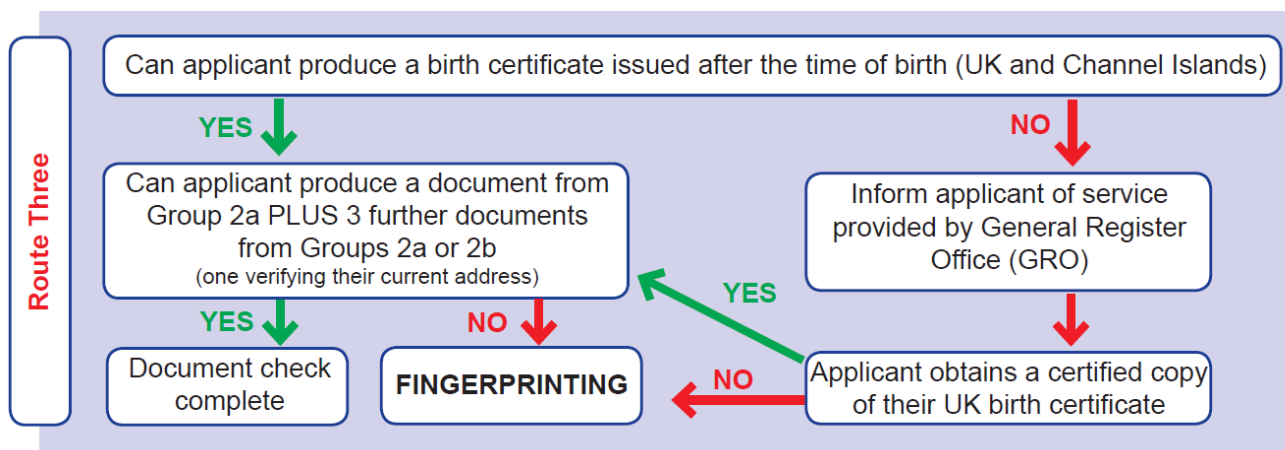 Route Three
Can applicant produce a birth certificate issued after the time of birth (UK and Channel Islands)
YES
NO
Can applicant produce a document from
Group 2a PLUS 3 further documents
from Groups 2a or 2b
(one verifying their current address)
Inform applicant of service
provided by General Register
Office (GRO)
YES
YES
NO
Document check
complete
FINGERPRINTING
NO
Applicant obtains a certified copy
of their UK birth certificate